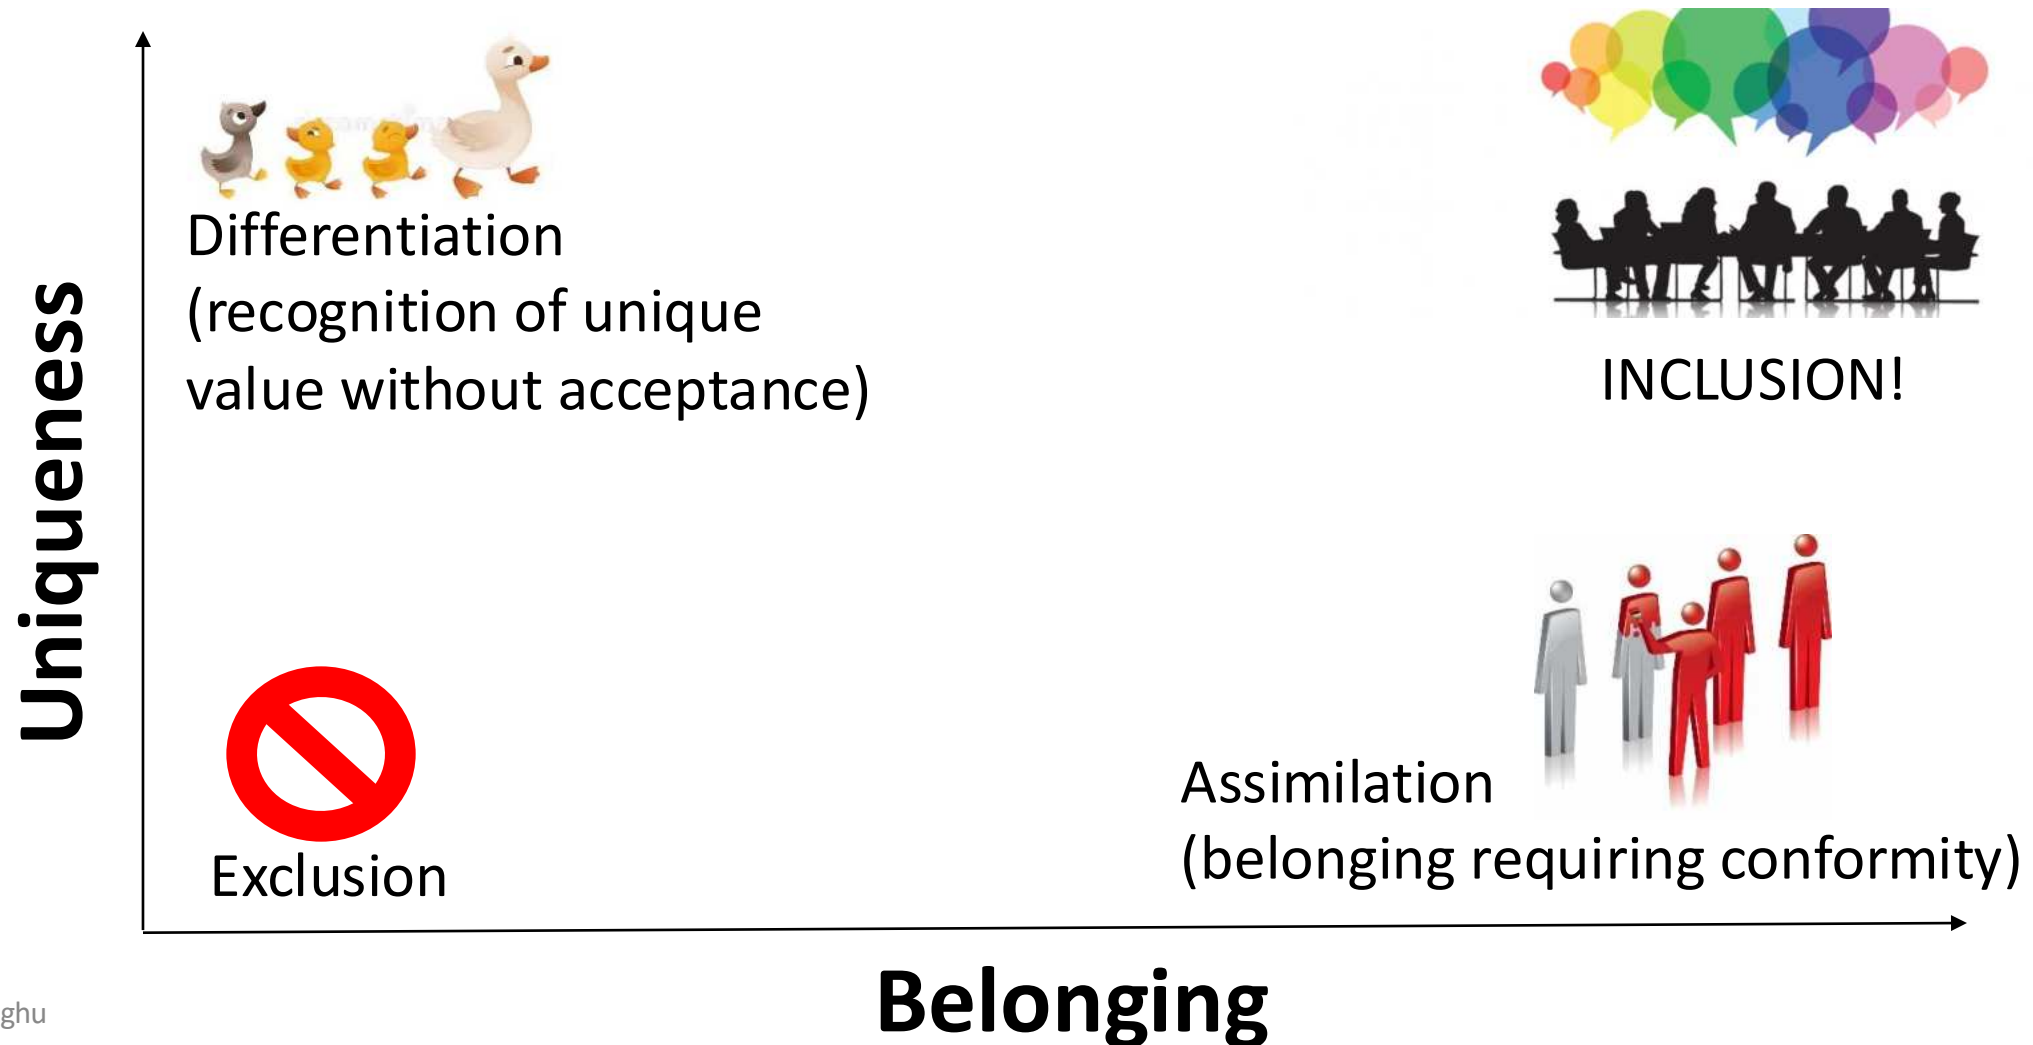 Uniqueness
Differentiation
(recognition of unique
value without acceptance)
INCLUSION!
Exclusion
Assimilation
(belonging requiring conformity)
Belonging
ghu